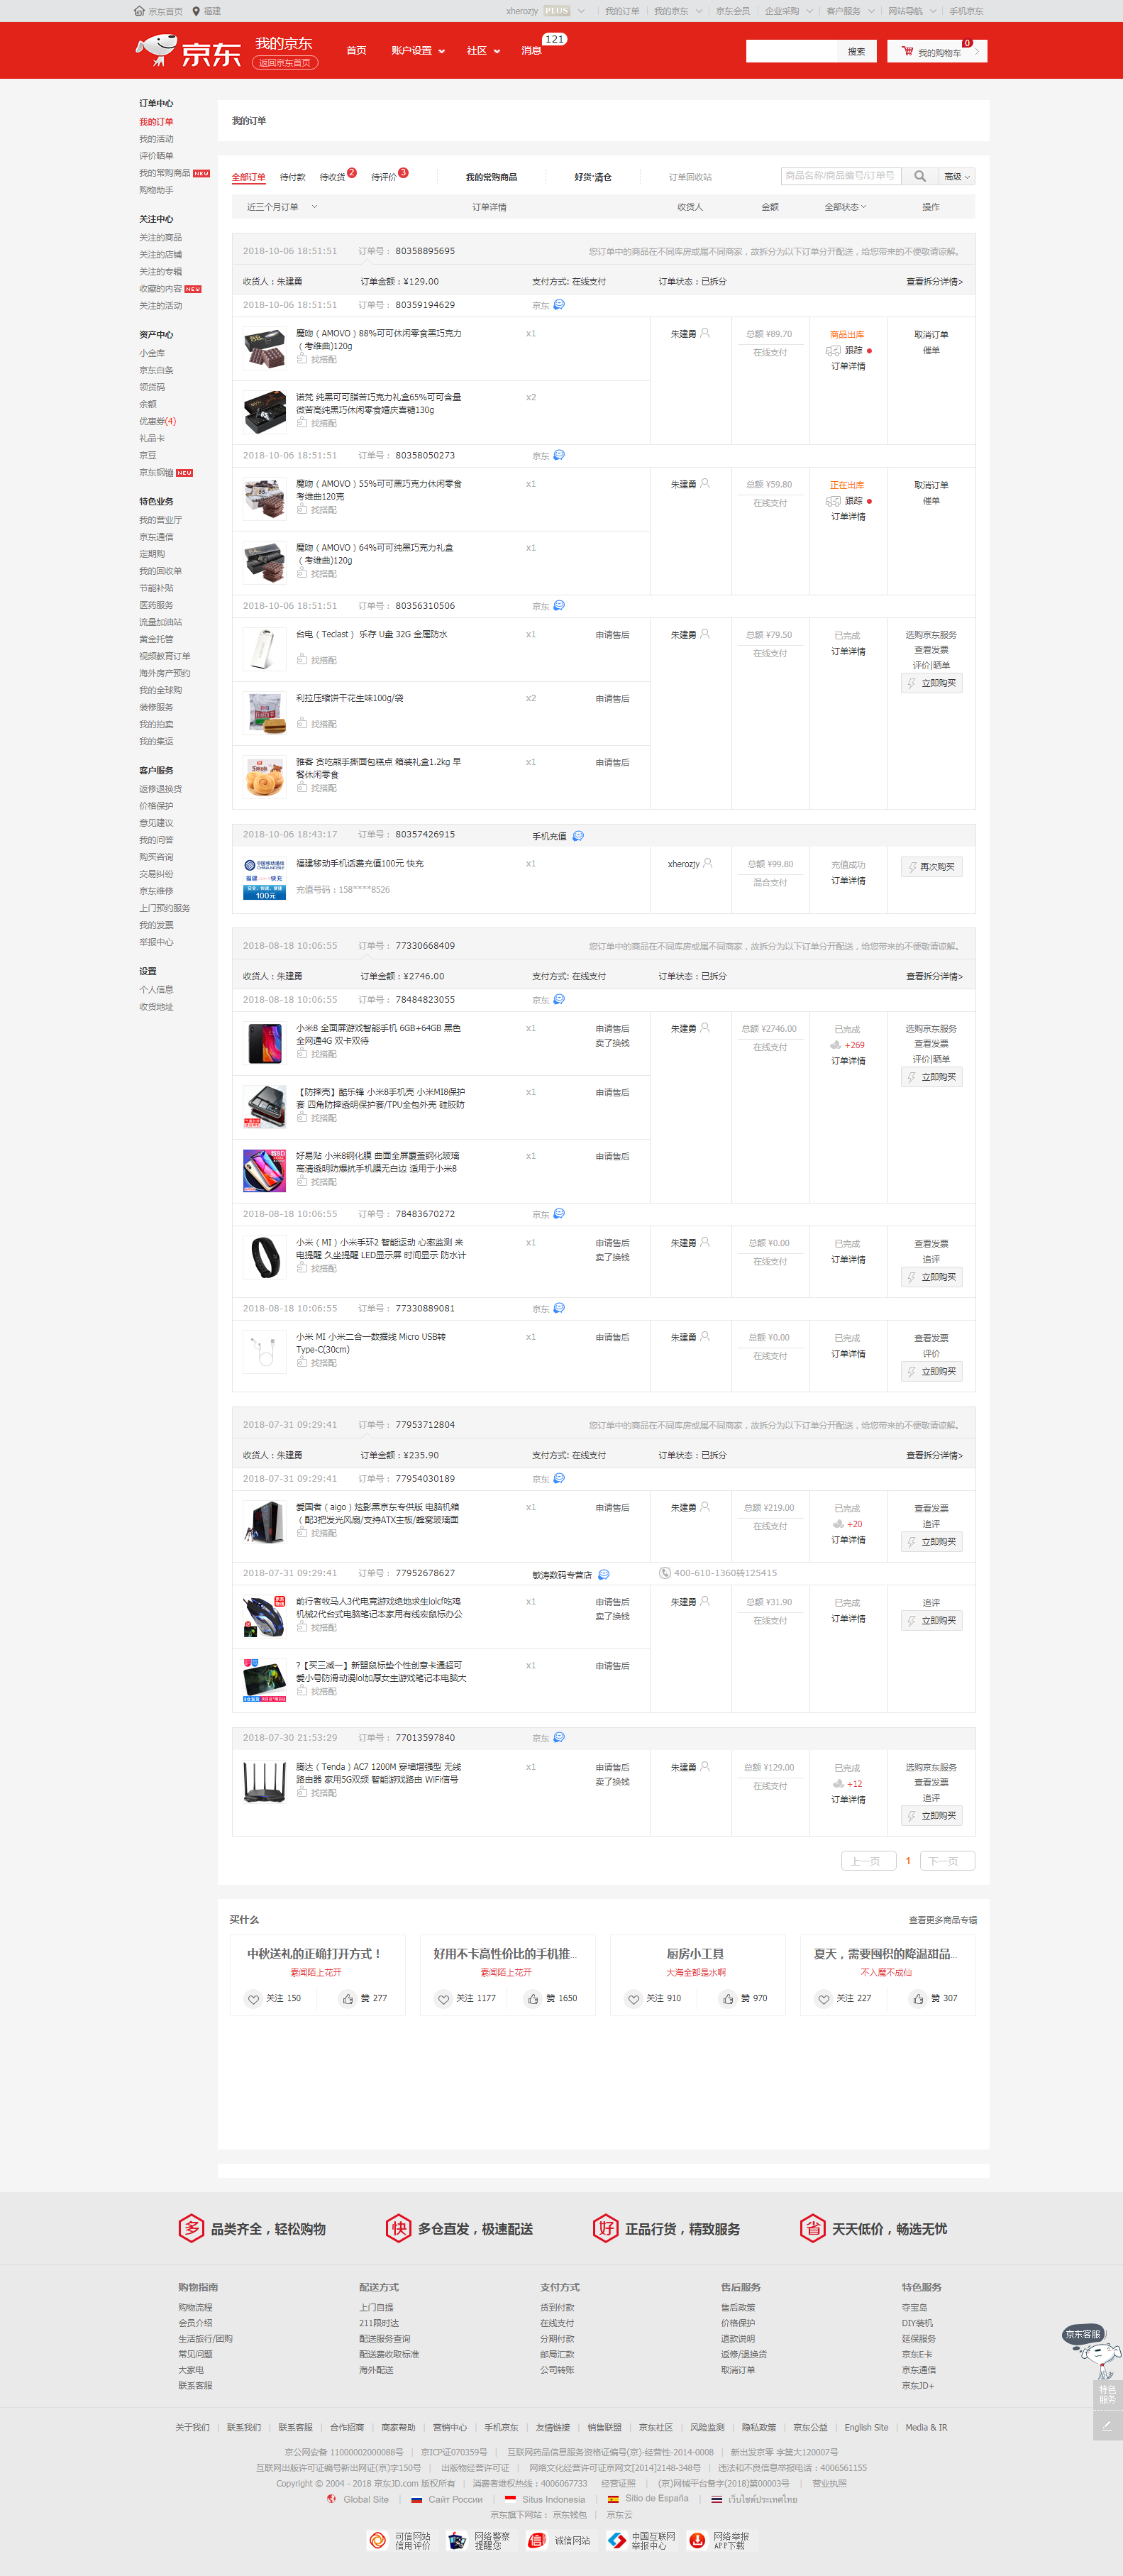 京东首页 福建 xherozjy PLUS 我的订单 我的京东 京东会员 企业采购 客户服务 网站导航 手机京东
京东 我的京东 返回京东首页 首页 账户设置 社区 消息 121 搜索 我的购物车 0
订单中心
我的订单
我的活动
评价晒单
我的常购商品 NEW
购物助手
关注中心
关注的商品
关注的店铺
关注的专辑
收藏的内容 NEW
关注的活动
资产中心
小金库
京东白条
领货码
余额
优惠券(4)
礼品卡
京豆
京东钢镚 NEW
特色业务
我的营业厅
京东通信
定期购
我的回收单
节能补贴
医药服务
流量加油站
黄金托管
视频教育订单
海外房产预约
我的全球购
装修服务
我的拍卖
我的集运
客户服务
返修退换货
价格保护
意见建议
我的问答
购买咨询
交易纠纷
京东维修
上门预约服务
我的发票
举报中心
设置
个人信息
收货地址
我的订单
全部订单 待付款 待收货 2 待评价 3 我的常购商品 好货·清仓 订单回收站 商品名称/商品编号/订单号 高级
近三个月订单 订单详情 收货人 金额 全部状态 操作
2018-10-06 18:51:51 订单号： 80358895695 您订单中的商品在不同库房或属不同商家，故拆分为以下订单分开配送，给您带来的不便敬请谅解。
收货人：朱建勇 订单金额：¥129.00 支付方式: 在线支付 订单状态：已拆分 查看拆分详情>
2018-10-06 18:51:51 订单号： 80359194629 京东
魔吻（AMOVO）88%可可休闲零食黑巧克力 x1 朱建勇 总额 ¥89.70 商品出库 取消订单
（考维曲)120g 在线支付 跟踪 催单
找搭配 订单详情
诺梵 纯黑可可脂苦巧克力礼盒65%可可含量 x2
微苦高纯黑巧休闲零食婚庆喜糖130g
找搭配
2018-10-06 18:51:51 订单号： 80358050273 京东
魔吻（AMOVO）55%可可黑巧克力休闲零食 x1 朱建勇 总额 ¥59.80 正在出库 取消订单
考维曲120克 在线支付 跟踪 催单
找搭配 订单详情
魔吻（AMOVO）64%可可纯黑巧克力礼盒 x1
（考维曲)120g
找搭配
2018-10-06 18:51:51 订单号： 80356310506 京东
台电（Teclast） 乐存 U盘 32G 金属防水 x1 申请售后 朱建勇 总额 ¥79.50 已完成 选购京东服务
在线支付 订单详情 查看发票
找搭配 评价|晒单
立即购买
利拉压缩饼干花生味100g/袋 x2 申请售后
找搭配
雅客 贪吃熊手撕面包糕点 箱装礼盒1.2kg 早 x1 申请售后
餐休闲零食
找搭配
2018-10-06 18:43:17 订单号： 80357426915 手机充值
福建移动手机话费充值100元 快充 x1 xherozjy 总额 ¥99.80 充值成功 再次购买
充值号码：158****8526 混合支付 订单详情
2018-08-18 10:06:55 订单号： 77330668409 您订单中的商品在不同库房或属不同商家，故拆分为以下订单分开配送，给您带来的不便敬请谅解。
收货人：朱建勇 订单金额：¥2746.00 支付方式: 在线支付 订单状态：已拆分 查看拆分详情>
2018-08-18 10:06:55 订单号： 78484823055 京东
小米8 全面屏游戏智能手机 6GB+64GB 黑色 x1 申请售后 朱建勇 总额 ¥2746.00 已完成 选购京东服务
全网通4G 双卡双待 卖了换钱 在线支付 +269 查看发票
找搭配 订单详情 评价|晒单
立即购买
【防摔壳】酷乐锋 小米8手机壳 小米MI8保护 x1 申请售后
套 四角防摔透明保护套/TPU全包外壳 硅胶防
找搭配
好易贴 小米8钢化膜 曲面全屏覆盖钢化玻璃 x1 申请售后
高清透明防爆抗手机膜无白边 适用于小米8
找搭配
2018-08-18 10:06:55 订单号： 78483670272 京东
小米（MI）小米手环2 智能运动 心率监测 来 x1 申请售后 朱建勇 总额 ¥0.00 已完成 查看发票
电提醒 久坐提醒 LED显示屏 时间显示 防水计 卖了换钱 在线支付 订单详情 追评
找搭配 立即购买
2018-08-18 10:06:55 订单号： 77330889081 京东
小米 MI 小米二合一数据线 Micro USB转 x1 申请售后 朱建勇 总额 ¥0.00 已完成 查看发票
Type-C(30cm) 在线支付 订单详情 评价
找搭配 立即购买
2018-07-31 09:29:41 订单号： 77953712804 您订单中的商品在不同库房或属不同商家，故拆分为以下订单分开配送，给您带来的不便敬请谅解。
收货人：朱建勇 订单金额：¥235.90 支付方式: 在线支付 订单状态：已拆分 查看拆分详情>
2018-07-31 09:29:41 订单号： 77954030189 京东
爱国者（aigo）炫影黑京东专供版 电脑机箱 x1 申请售后 朱建勇 总额 ¥219.00 已完成 查看发票
（配3把发光风扇/支持ATX主板/蜂窝玻璃面 在线支付 +20 追评
找搭配 订单详情 立即购买
2018-07-31 09:29:41 订单号： 77952678627 敏涛数码专营店 400-610-1360转125415
前行者牧马人3代电竞游戏绝地求生lolcf吃鸡 x1 申请售后 朱建勇 总额 ¥31.90 已完成 追评
机械2代台式电脑笔记本家用有线宏鼠标办公 卖了换钱 在线支付 订单详情 立即购买
找搭配
?【买三减一】新盟鼠标垫个性创意卡通超可 x1 申请售后
爱小号防滑动漫lol加厚女生游戏笔记本电脑大
找搭配
2018-07-30 21:53:29 订单号： 77013597840 京东
腾达（Tenda）AC7 1200M 穿墙增强型 无线 x1 申请售后 朱建勇 总额 ¥129.00 已完成 选购京东服务
路由器 家用5G双频 智能游戏路由 WiFi信号 卖了换钱 在线支付 +12 查看发票
找搭配 订单详情 追评
立即购买
上一页 1 下一页
买什么 查看更多商品专辑
中秋送礼的正确打开方式！ 好用不卡高性价比的手机推... 厨房小工具 夏天，需要囤积的降温甜品...
素闻陌上花开 素闻陌上花开 大海全都是水啊 不入魔不成仙
关注 150 赞 277 关注 1177 赞 1650 关注 910 赞 970 关注 227 赞 307
多 品类齐全，轻松购物 快 多仓直发，极速配送 好 正品行货，精致服务 省 天天低价，畅选无忧
购物指南 配送方式 支付方式 售后服务 特色服务
购物流程 上门自提 货到付款 售后政策 夺宝岛
会员介绍 211限时达 在线支付 价格保护 DIY装机
生活旅行/团购 配送服务查询 分期付款 退款说明 延保服务
常见问题 配送费收取标准 邮局汇款 返修/退换货 京东E卡
大家电 海外配送 公司转账 取消订单 京东通信
联系客服 京东JD+
京东客服
特色
服务
关于我们 | 联系我们 | 联系客服 | 合作招商 | 商家帮助 | 营销中心 | 手机京东 | 友情链接 | 销售联盟 | 京东社区 | 风险监测 | 隐私政策 | 京东公益 | English Site | Media & IR
京公网安备 11000002000088号 | 京ICP证070359号 | 互联网药品信息服务资格证编号(京)-经营性-2014-0008 | 新出发京零 字第大120007号
互联网出版许可证编号新出网证(京)字150号 | 出版物经营许可证 | 网络文化经营许可证京网文[2014]2148-348号 | 违法和不良信息举报电话：4006561155
Copyright © 2004 - 2018 京东JD.com 版权所有 | 消费者维权热线：4006067733 经营证照 | (京)网械平台备字(2018)第00003号 | 营业执照
Global Site | Сайт России | Situs Indonesia | Sitio de España | เว็บไซต์ประเทศไทย
京东旗下网站： 京东钱包 | 京东云
可信网站 信用评价 网络警察 提醒您 诚信网站 中国互联网 举报中心 网络举报 APP下载